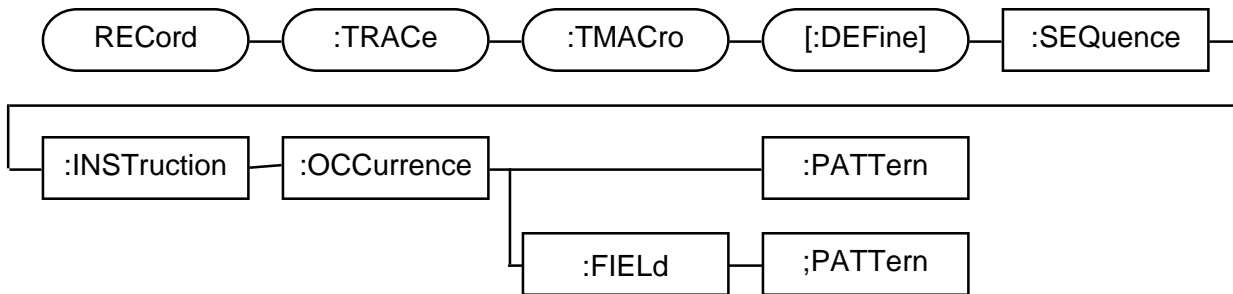 RECord :TRACe :TMACro [:DEFine] :SEQuence
:INSTruction :OCCurrence :PATTern
:FIELd ;PATTern